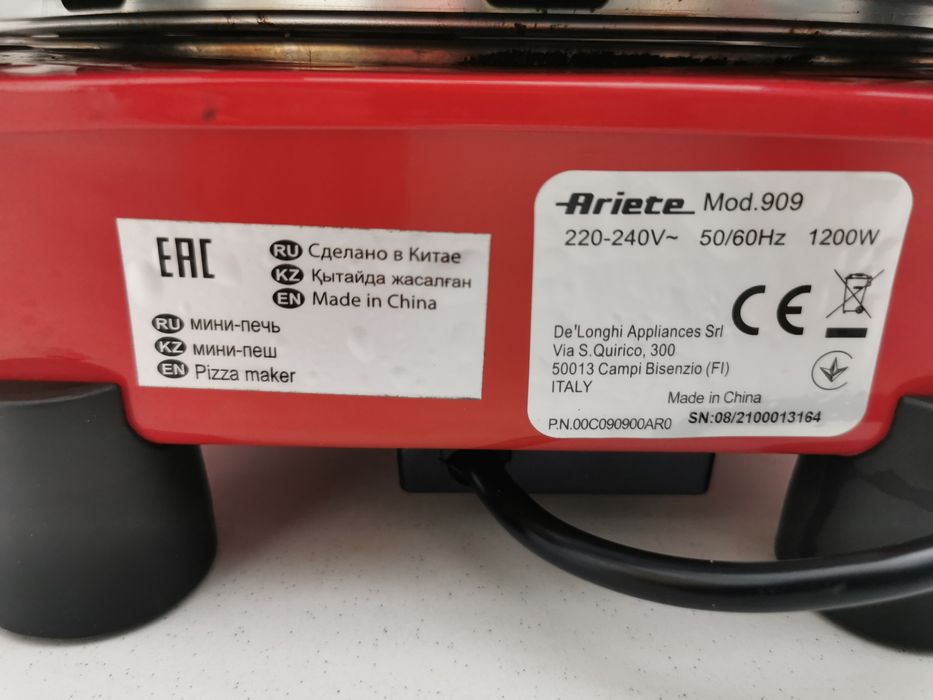 EAC
RU Сделано в Китае
KZ Қытайда жасалған
EN Made in China
RU мини-печь
KZ мини-пеш
EN Pizza maker
Ariete Mod.909
220-240V~ 50/60Hz 1200W
CE
De'Longhi Appliances Srl
Via S.Quirico, 300
50013 Campi Bisenzio (FI)
ITALY
Made in China
P.N.00C090900AR0 SN:08/2100013164